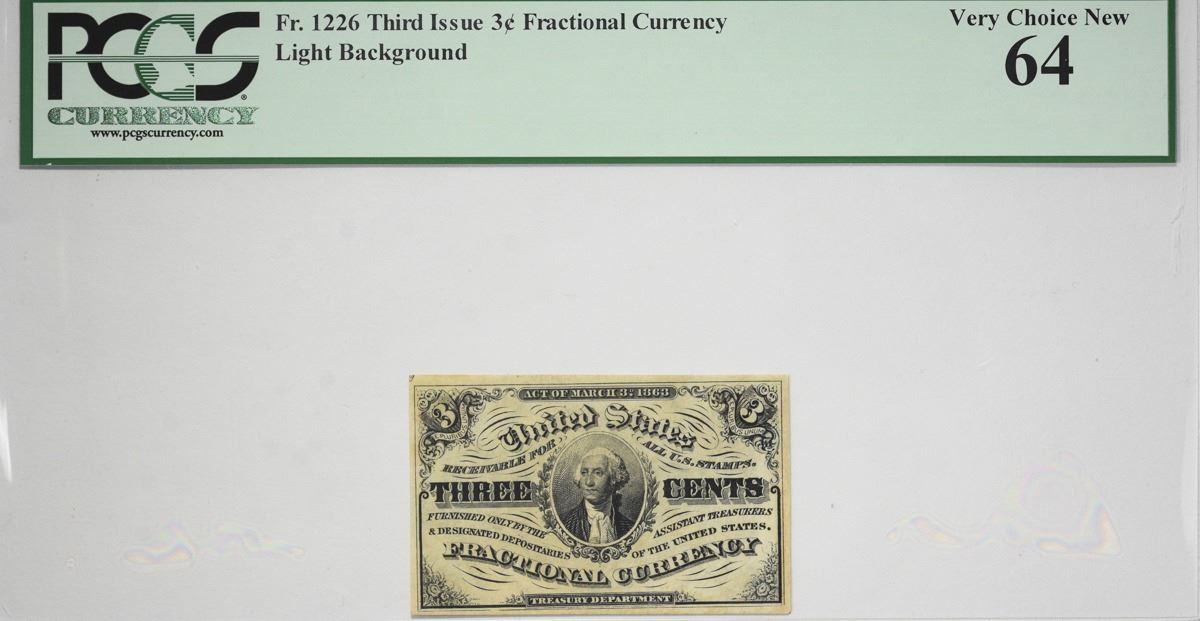 PCGS
CURRENCY
www.pcgscurrency.com
Fr. 1226 Third Issue 3¢ Fractional Currency
Light Background
Very Choice New
64
ACT OF MARCH 3RD 1863
3
3
United States
RECEIVABLE FOR ALL U.S. STAMPS.
THREE CENTS
FURNISHED ONLY BY THE ASSISTANT TREASURERS
& DESIGNATED DEPOSITARIES OF THE UNITED STATES.
3
FRACTIONAL CURRENCY
TREASURY DEPARTMENT